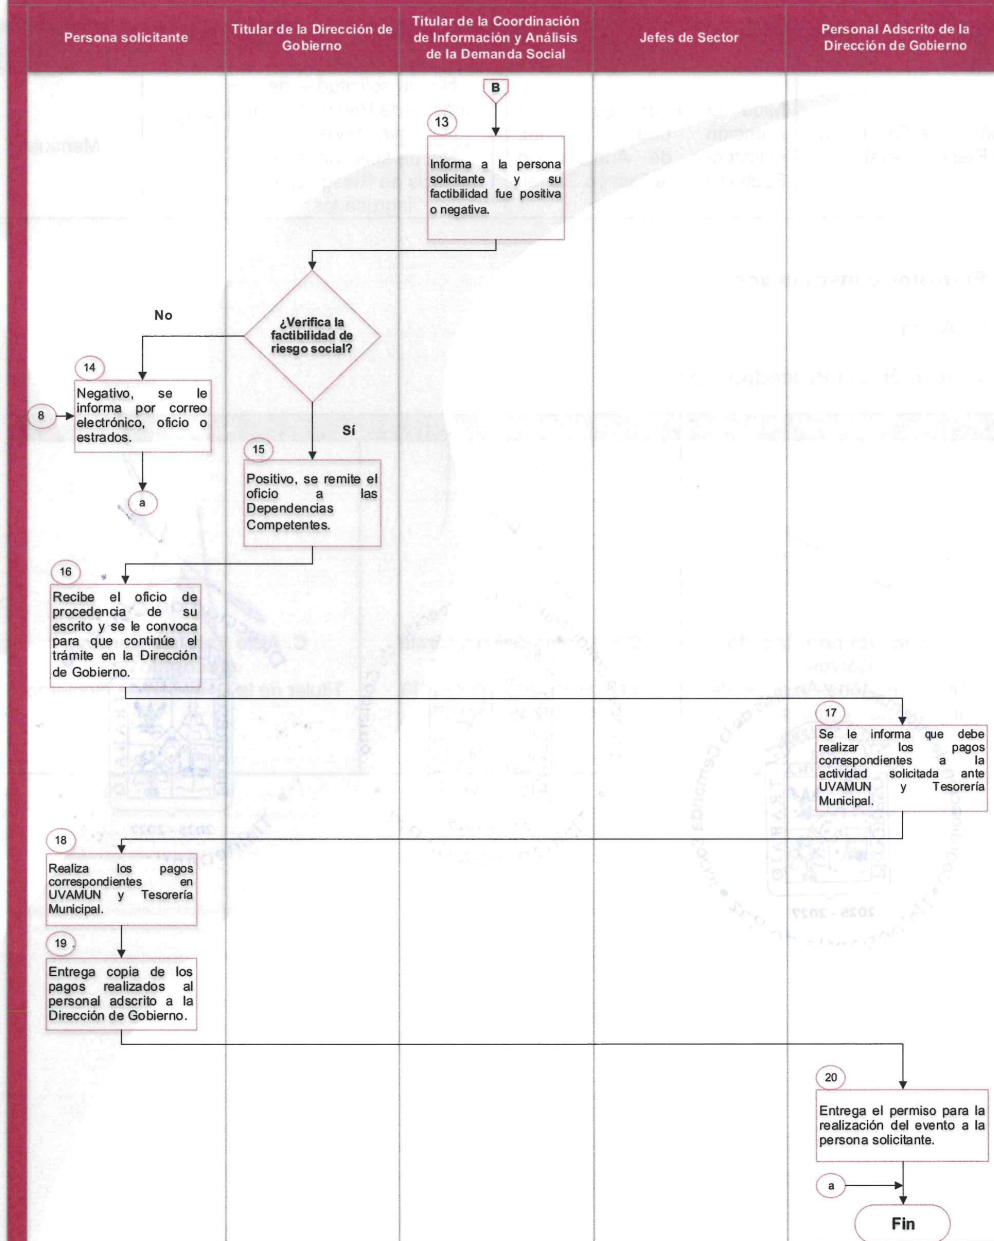 Persona solicitante
Titular de la Dirección de
Gobierno
Titular de la Coordinación
de Información y Análisis
de la Demanda Social
Jefes de Sector
Personal Adscrito de la
Dirección de Gobierno
B
13
Informa a la persona
solicitante y su
factibilidad fue positiva
o negativa.
¿Verifica la
factibilidad de
riesgo social?
No
14
Negativo, se le
informa por correo
electrónico, oficio o
estrados.
8
a
Sí
15
Positivo, se remite el
oficio a las
Dependencias
Competentes.
16
Recibe el oficio de
procedencia de su
escrito y se le convoca
para que continúe el
trámite en la Dirección
de Gobierno.
17
Se le informa que debe
realizar los pagos
correspondientes a la
actividad solicitada ante
UVAMUN y Tesorería
Municipal.
18
Realiza los pagos
correspondientes en
UVAMUN y Tesorería
Municipal.
19
Entrega copia de los
pagos realizados al
personal adscrito a la
Dirección de Gobierno.
20
Entrega el permiso para la
realización del evento a la
persona solicitante.
a
Fin